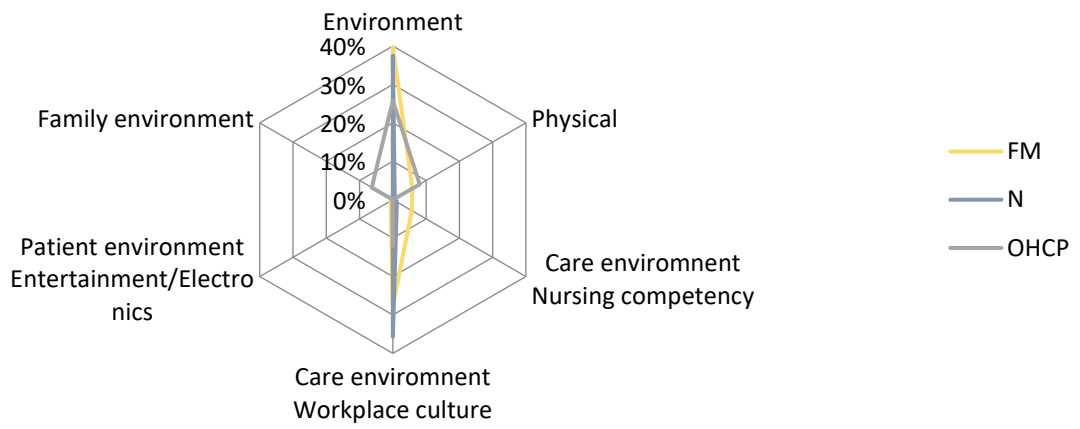 Environment
40%
30%
20%
10%
0%
Physical
Care enviromnent
Nursing competency
Care enviromnent
Workplace culture
Patient environment
Entertainment/Electro
nics
Family environment
FM
N
OHCP